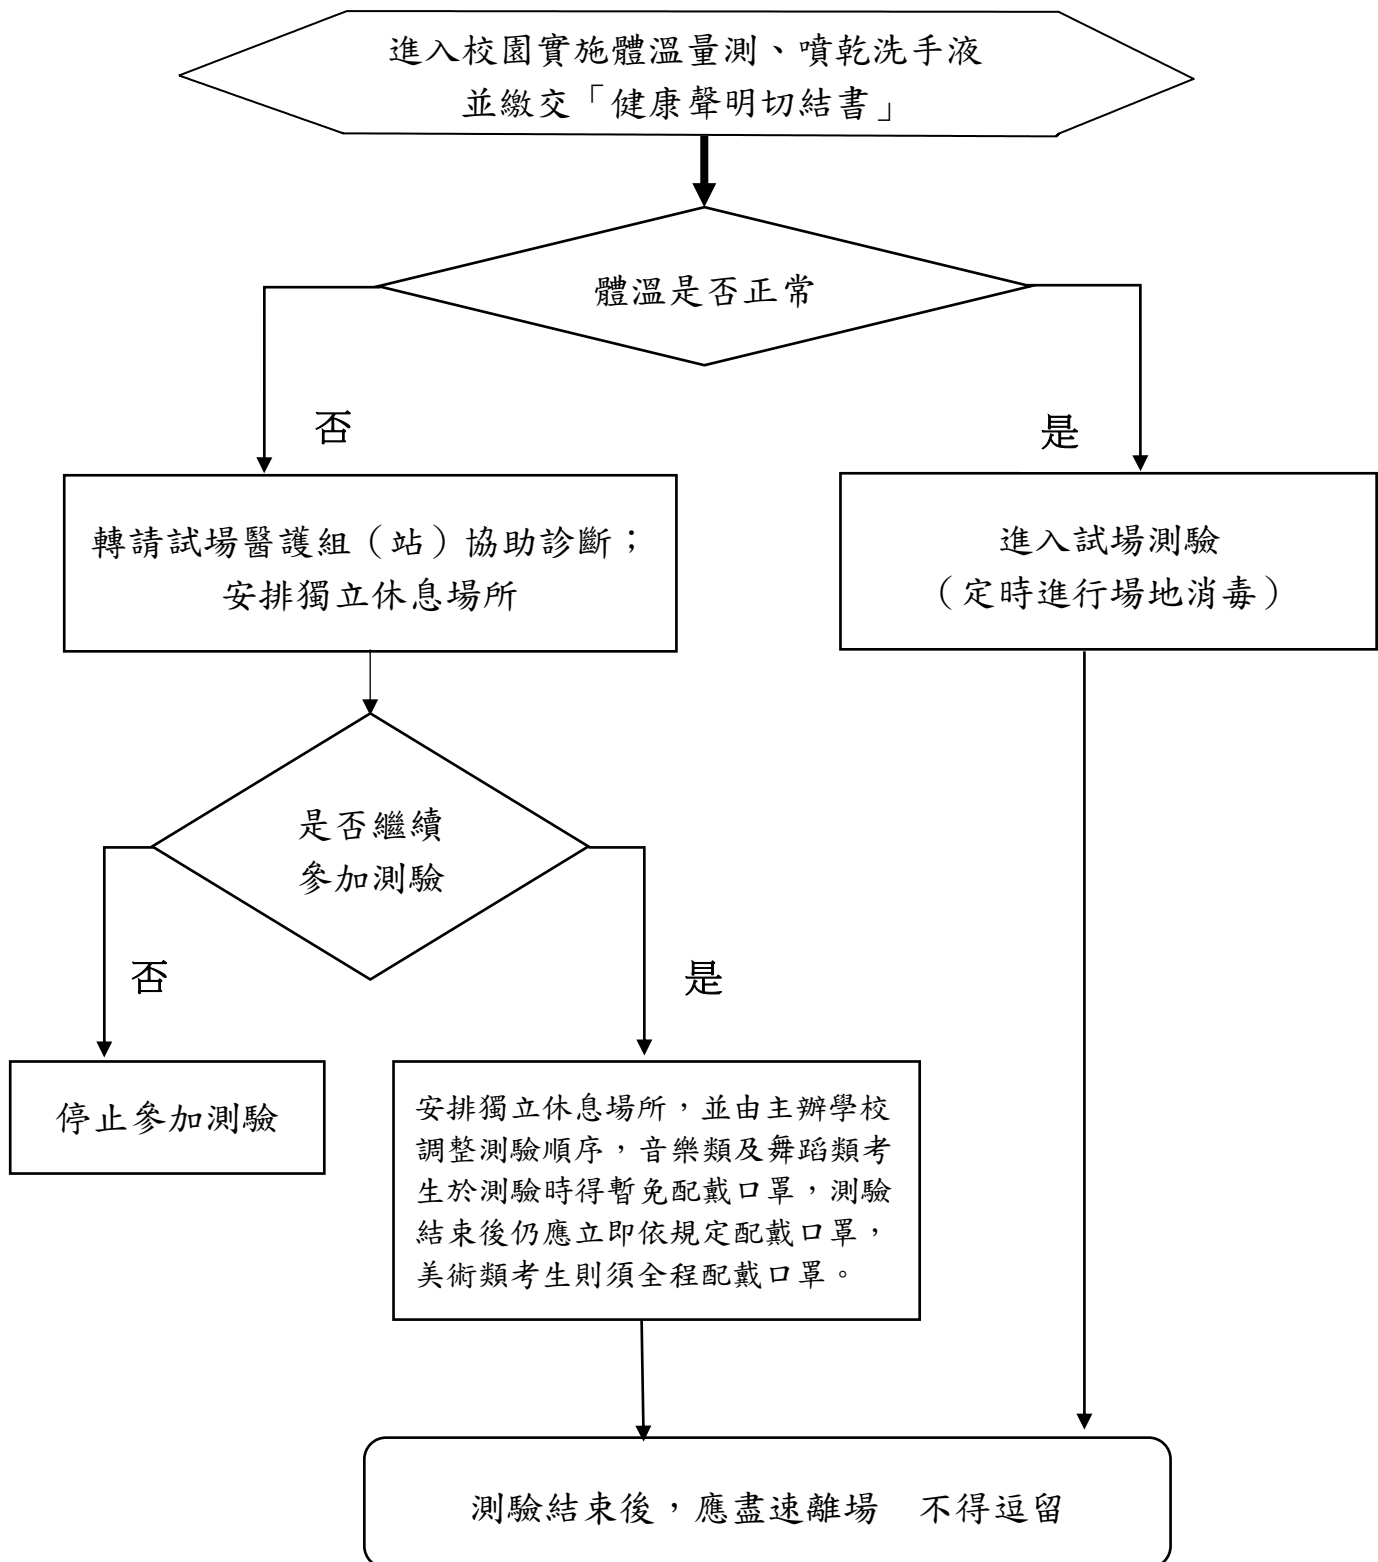 進入校園實施體溫量測、噴乾洗手液
並繳交「健康聲明切結書」
體溫是否正常
否
是
轉請試場醫護組（站）協助診斷；
安排獨立休息場所
進入試場測驗
（定時進行場地消毒）
是否繼續
參加測驗
否
是
停止參加測驗
安排獨立休息場所，並由主辦學校
調整測驗順序，音樂類及舞蹈類考
生於測驗時得暫免配戴口罩，測驗
結束後仍應立即依規定配戴口罩，
美術類考生則須全程配戴口罩。
測驗結束後，應盡速離場　不得逗留